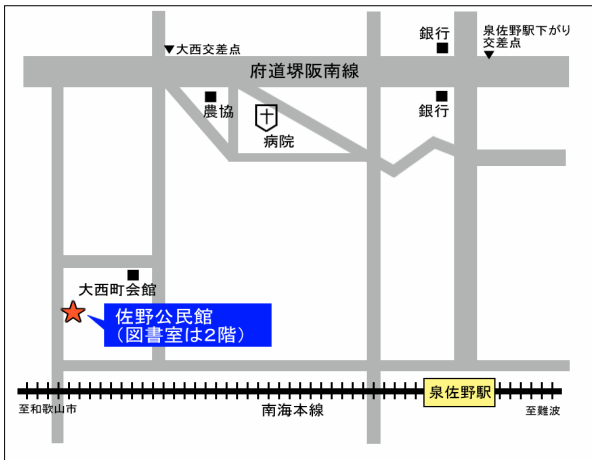 銀行
泉佐野駅下がり
交差点
▼大西交差点
府道堺阪南線
農協
病院
銀行
大西町会館
佐野公民館
(図書室は2階)
泉佐野駅
至和歌山市
南海本線
至難波